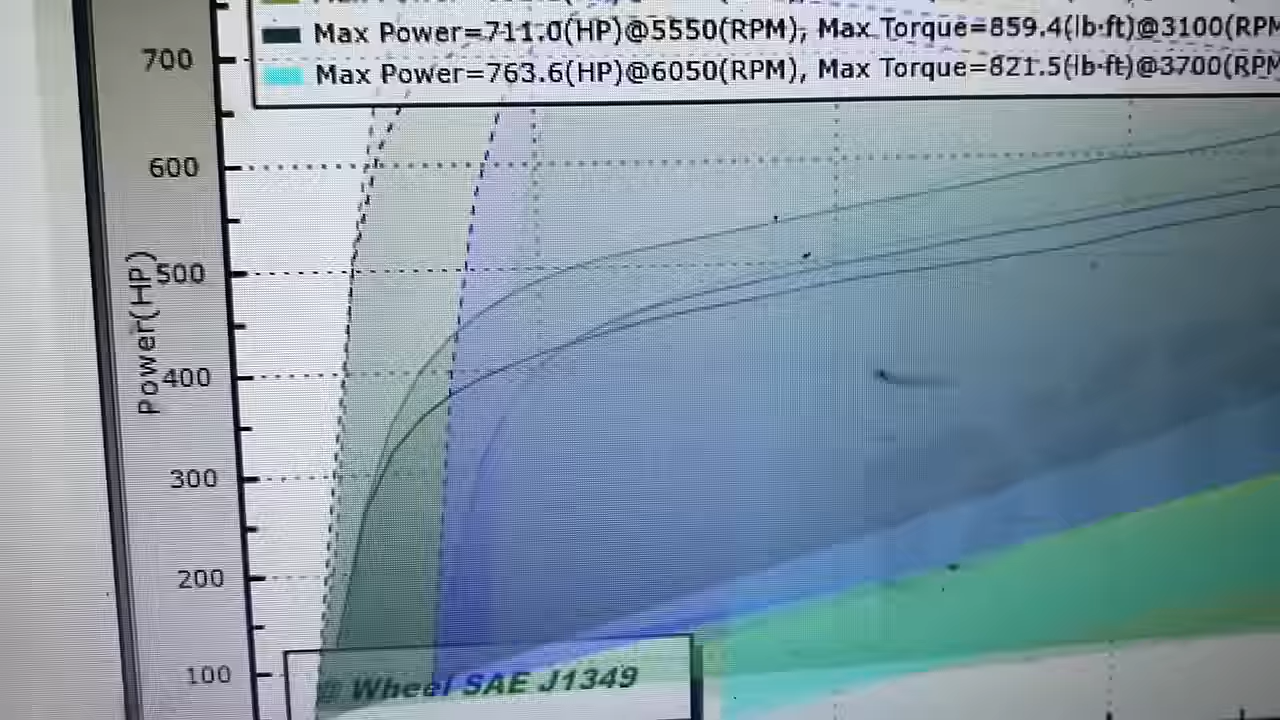 Max Power=711.0(HP)@5550(RPM), Max Torque=859.4(lb-ft)@3100(RPM
Max Power=763.6(HP)@6050(RPM), Max Torque=821.5(lb-ft)@3700(RPM
700
600
500
400
300
200
100
Power(HP)
@ Wheel SAE J1349